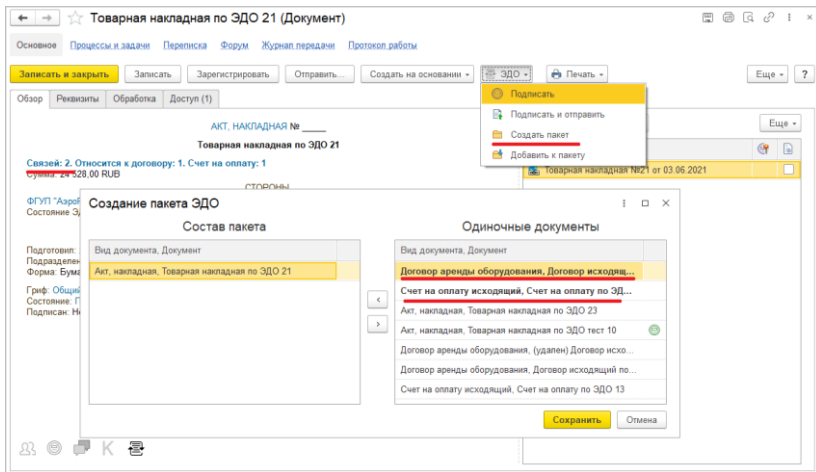 Товарная накладная по ЭДО 21 (Документ)
Основное Процессы и задачи Переписка Форум Журнал передачи Протокол работы
Записать и закрыть Записать Зарегистрировать Отправить... Создать на основании ЭДО Печать Еще ?
Обзор Реквизиты Обработка Доступ (1)
Подписать
Подписать и отправить
Создать пакет
Добавить к пакету
Еще
АКТ, НАКЛАДНАЯ № _____
Товарная накладная по ЭДО 21
Связей: 2. Относится к договору: 1. Счет на оплату: 1
Сумма: 24 528,00 RUB
СТОРОНЫ
Товарная накладная №21 от 03.06.2021
ФГУП "Аэро
Состояние Э
Подготовил:
Подразделен
Форма: Бума
Гриф: Общий
Состояние: П
Подписан: Н
Создание пакета ЭДО
Состав пакета
Вид документа, Документ
Акт, накладная, Товарная накладная по ЭДО 21
Одиночные документы
Вид документа, Документ
Договор аренды оборудования, Договор исходящ...
Счет на оплату исходящий, Счет на оплату по ЭД...
Акт, накладная, Товарная накладная по ЭДО 23
Акт, накладная, Товарная накладная по ЭДО тест 10
Договор аренды оборудования, (удален) Договор исхо...
Договор аренды оборудования, Договор исходящий по...
Счет на оплату исходящий, Счет на оплату по ЭДО 13
Сохранить Отмена